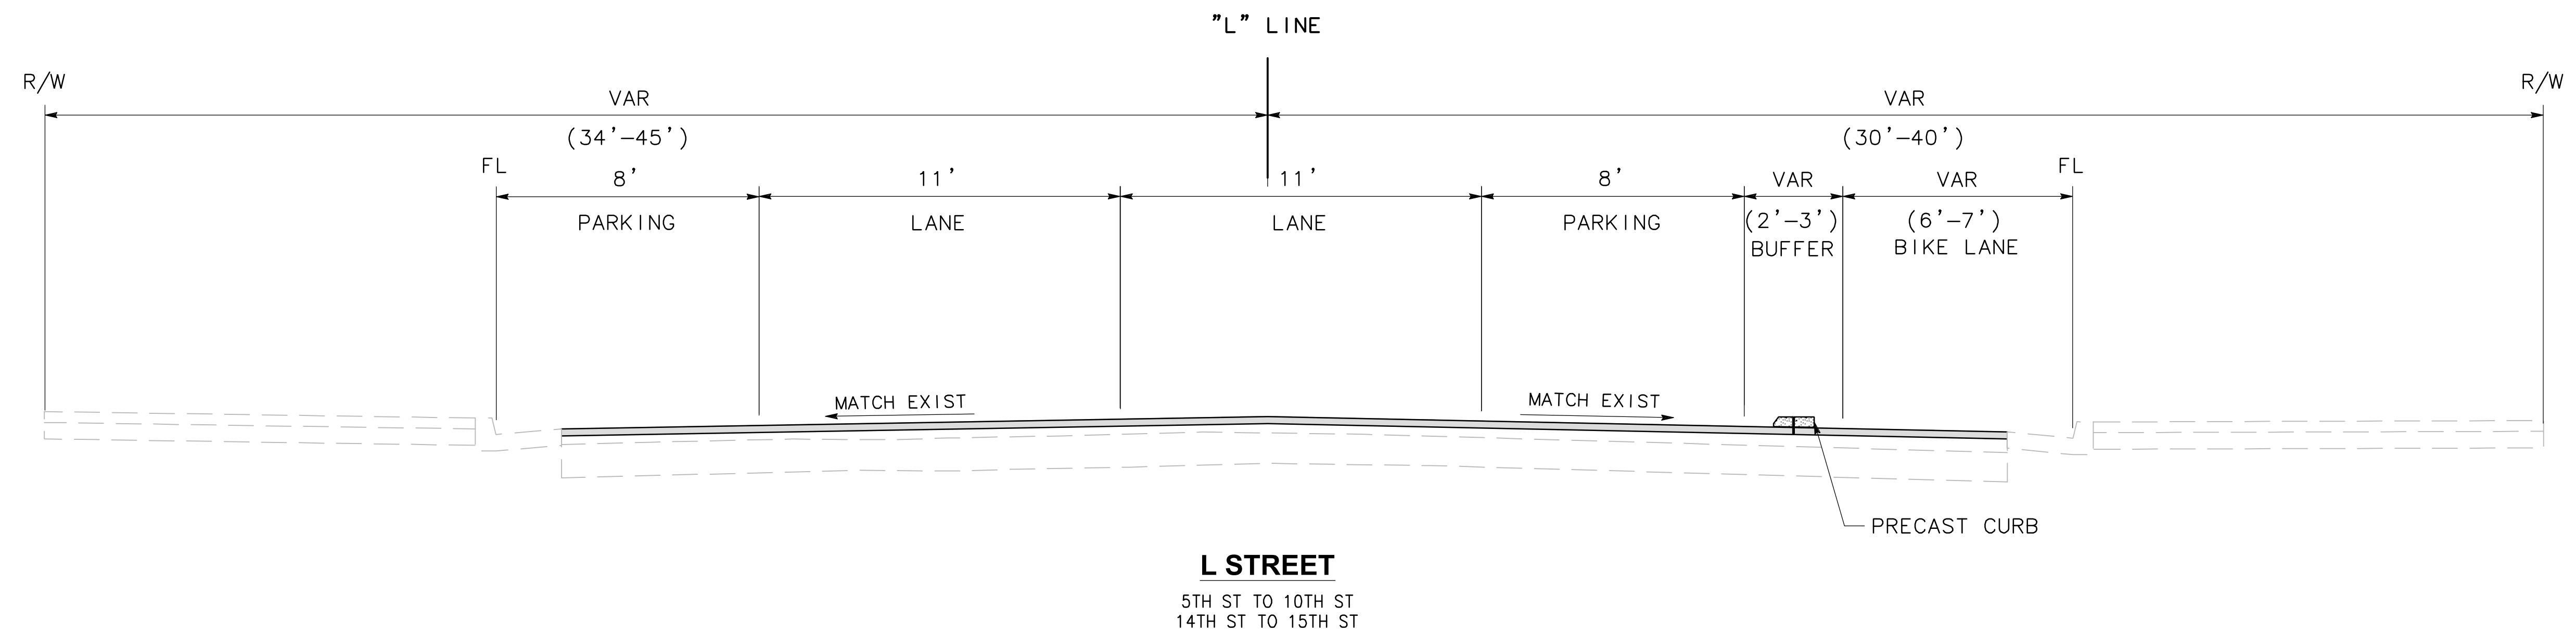 "L" LINE
R/W
R/W
VAR
VAR
(34'-45')
(30'-40')
FL
FL
8'
11'
11'
8'
VAR
VAR
PARKING
LANE
LANE
PARKING
(2'-3')
(6'-7')
BUFFER
BIKE LANE
MATCH EXIST
MATCH EXIST
PRECAST CURB
L STREET
5TH ST TO 10TH ST
14TH ST TO 15TH ST